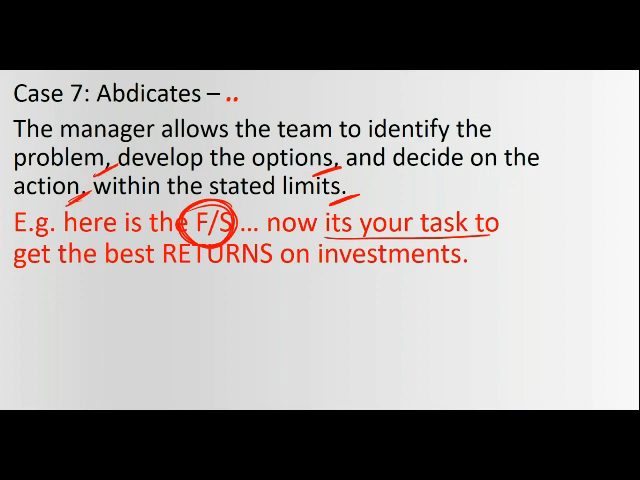 Case 7: Abdicates – ..
The manager allows the team to identify the
problem, develop the options, and decide on the
action, within the stated limits.
E.g. here is the F/S ... now its your task to
get the best RETURNS on investments.